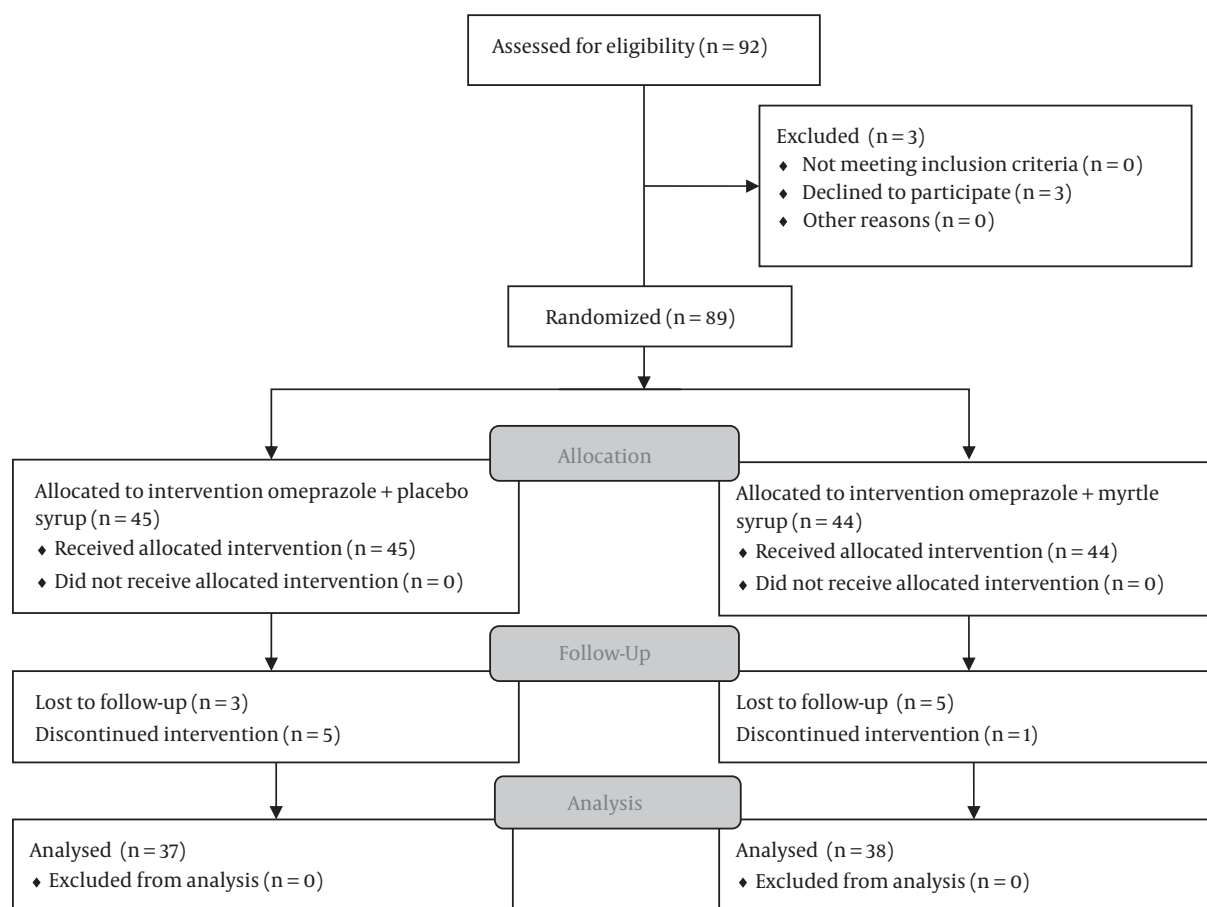 Assessed for eligibility (n = 92)
Excluded (n = 3)
♦ Not meeting inclusion criteria (n = 0)
♦ Declined to participate (n = 3)
♦ Other reasons (n = 0)
Randomized (n = 89)
Allocation
Allocated to intervention omeprazole + placebo
syrup (n = 45)
♦ Received allocated intervention (n = 45)
♦ Did not receive allocated intervention (n = 0)
Allocated to intervention omeprazole + myrtle
syrup (n = 44)
♦ Received allocated intervention (n = 44)
♦ Did not receive allocated intervention (n = 0)
Follow-Up
Lost to follow-up (n = 3)
Discontinued intervention (n = 5)
Lost to follow-up (n = 5)
Discontinued intervention (n = 1)
Analysis
Analysed (n = 37)
♦ Excluded from analysis (n = 0)
Analysed (n = 38)
♦ Excluded from analysis (n = 0)